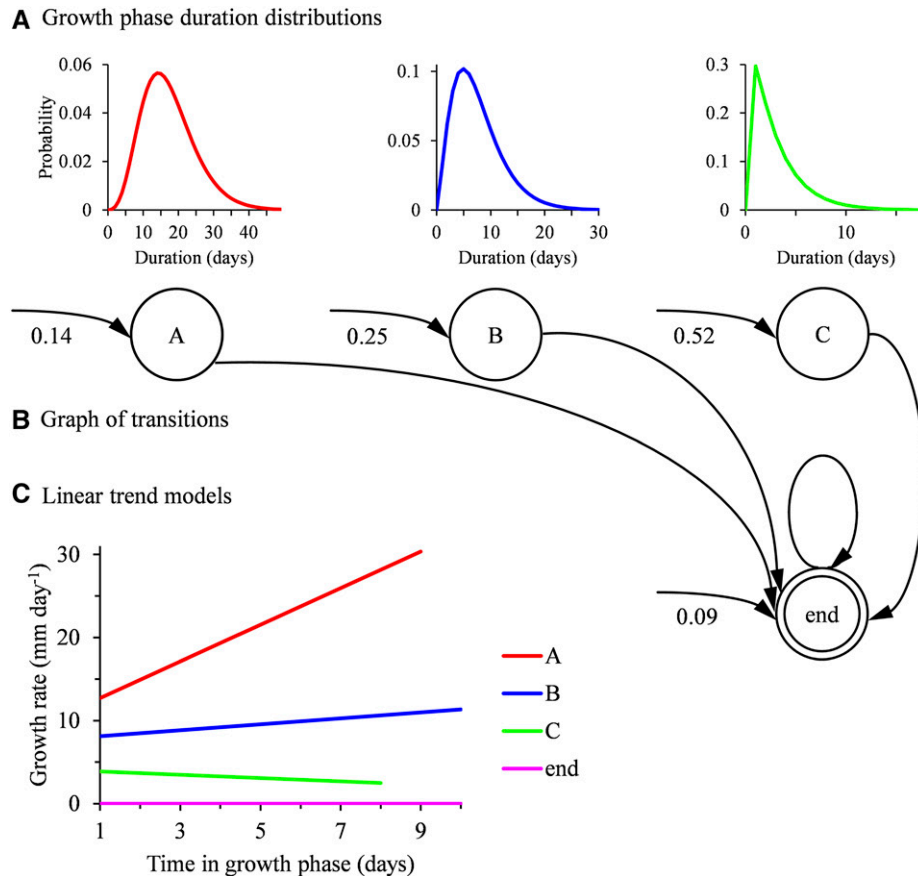 A Growth phase duration distributions
Probability
0.06
0.04
0.02
0
0 10 20 30 40
Duration (days)
0.1
0.05
0
0 10 20 30
Duration (days)
0.3
0.2
0.1
0
0 10
Duration (days)
A
B
C
0.14
0.25
0.52
B Graph of transitions
C Linear trend models
Growth rate (mm day-1)
30
20
10
0
1 3 5 7 9
Time in growth phase (days)
A
B
C
end
0.09
end